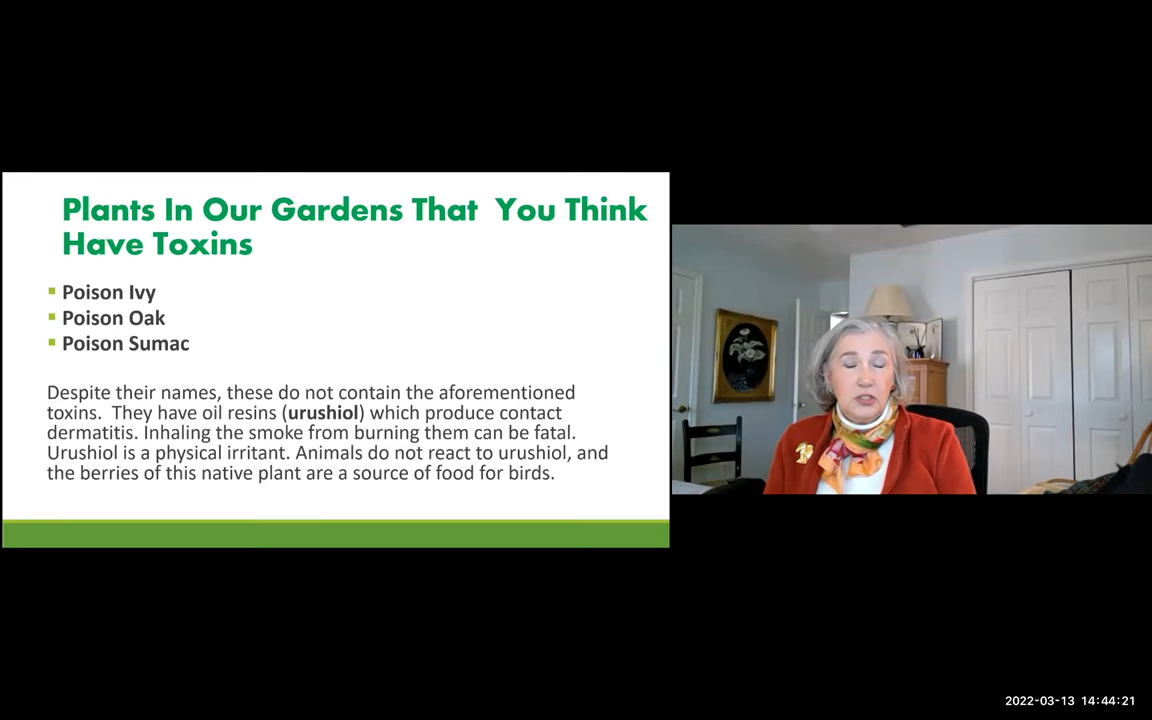 Plants In Our Gardens That  You Think
Have Toxins
Poison Ivy
Poison Oak
Poison Sumac
Despite their names, these do not contain the aforementioned
toxins.  They have oil resins (urushiol) which produce contact
dermatitis. Inhaling the smoke from burning them can be fatal.
Urushiol is a physical irritant. Animals do not react to urushiol, and
the berries of this native plant are a source of food for birds.
2022-03-13 14:44:21